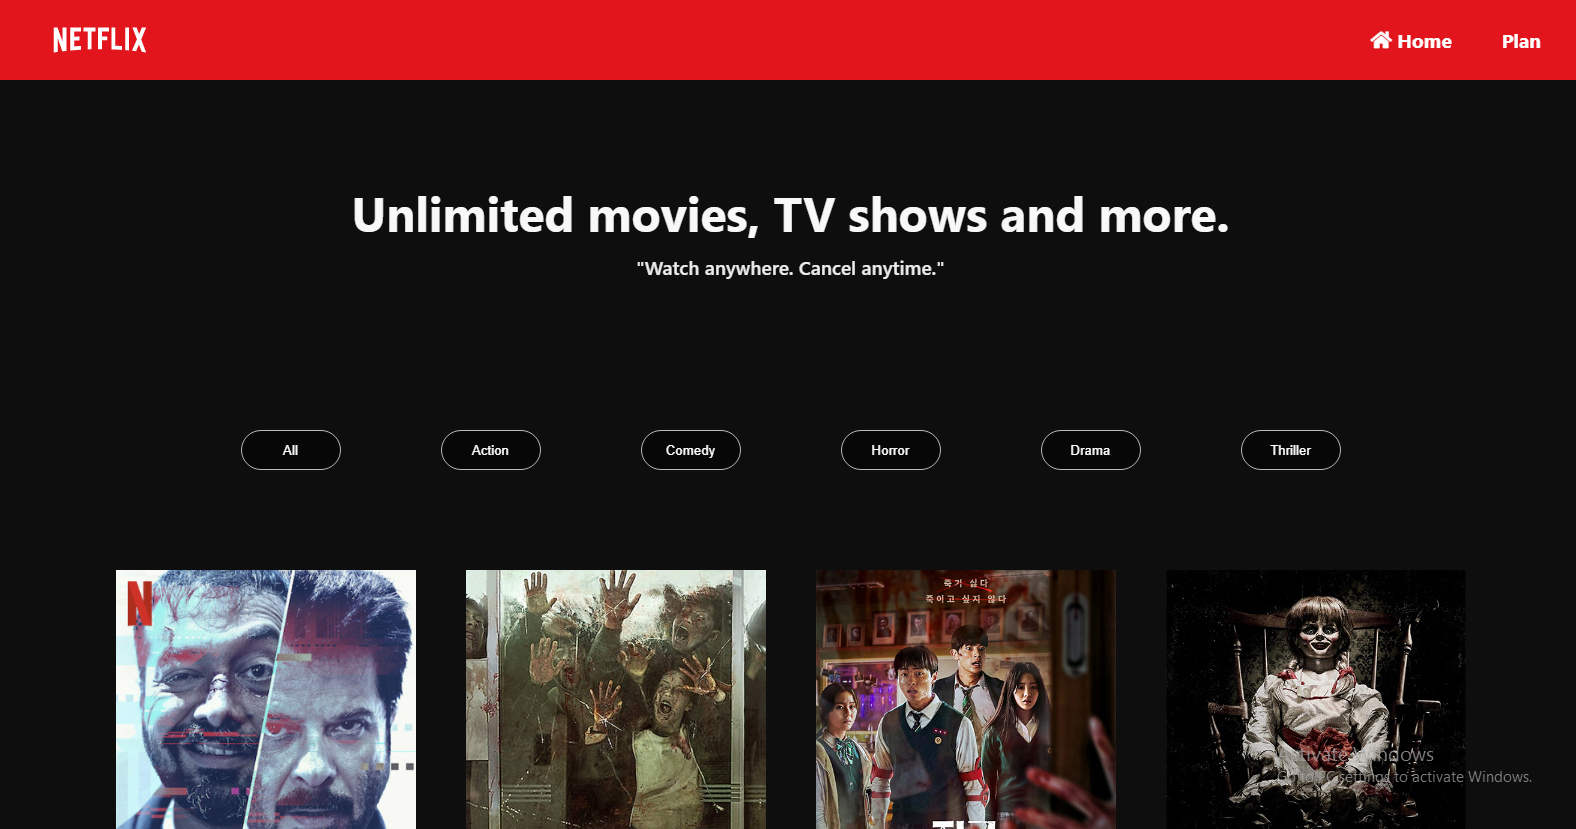 NETFLIX
Home
Plan
Unlimited movies, TV shows and more.
"Watch anywhere. Cancel anytime."
All
Action
Comedy
Horror
Drama
Thriller
N
죽기 싫다
죽이고 싶지 않다
Activate Windows
Go to PC settings to activate Windows.